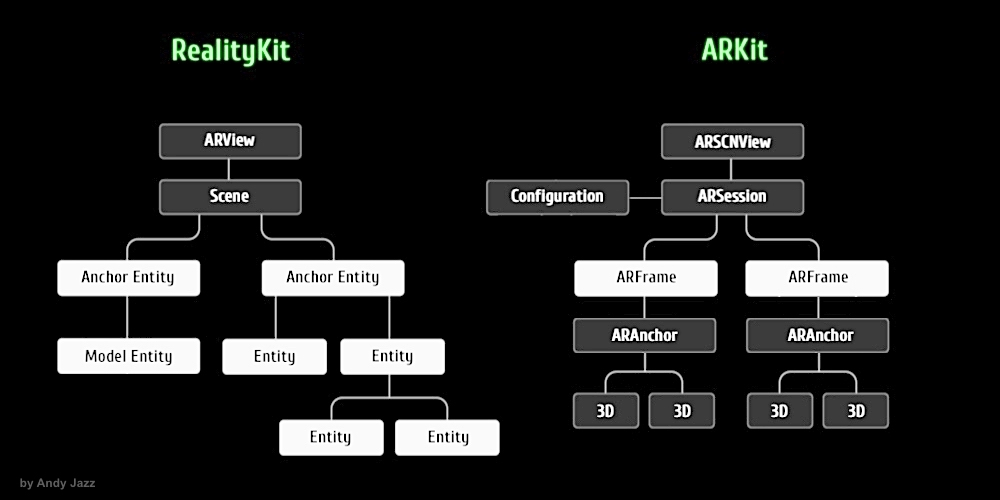 RealityKit
ARView
Scene
Anchor Entity
Anchor Entity
Model Entity
Entity
Entity
Entity
Entity
ARKit
ARSCNView
Configuration
ARSession
ARFrame
ARFrame
ARAnchor
ARAnchor
3D
3D
3D
3D
by Andy Jazz